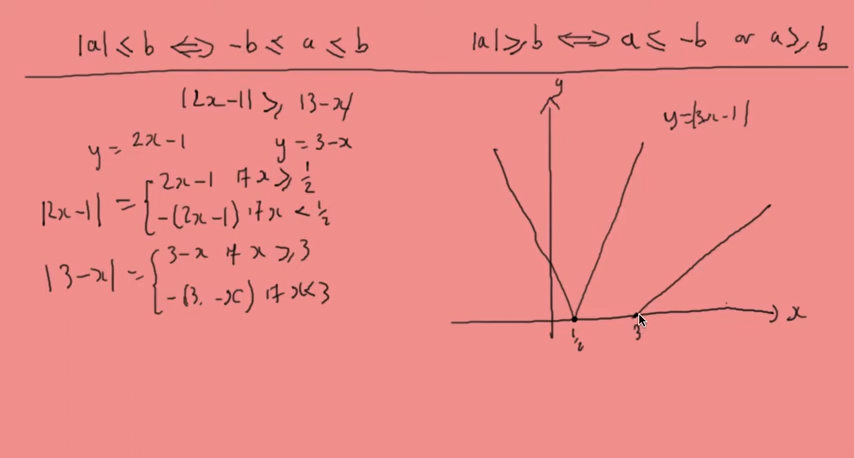 |a| ⩽ b ⟺ -b ⩽ a ⩽ b
|a| ⩾ b ⟺ a ⩽ -b or a ⩾ b
|2x-1| ⩾ |3-x|
y = 2x-1 y = 3-x
|2x-1| = { 2x-1 if x ⩾ 1/2
-(2x-1) if x < 1/2
|3-x| = { 3-x if x ⩾ 3
-(3-x) if x < 3
y
y=|3x-1|
x
1/2
3